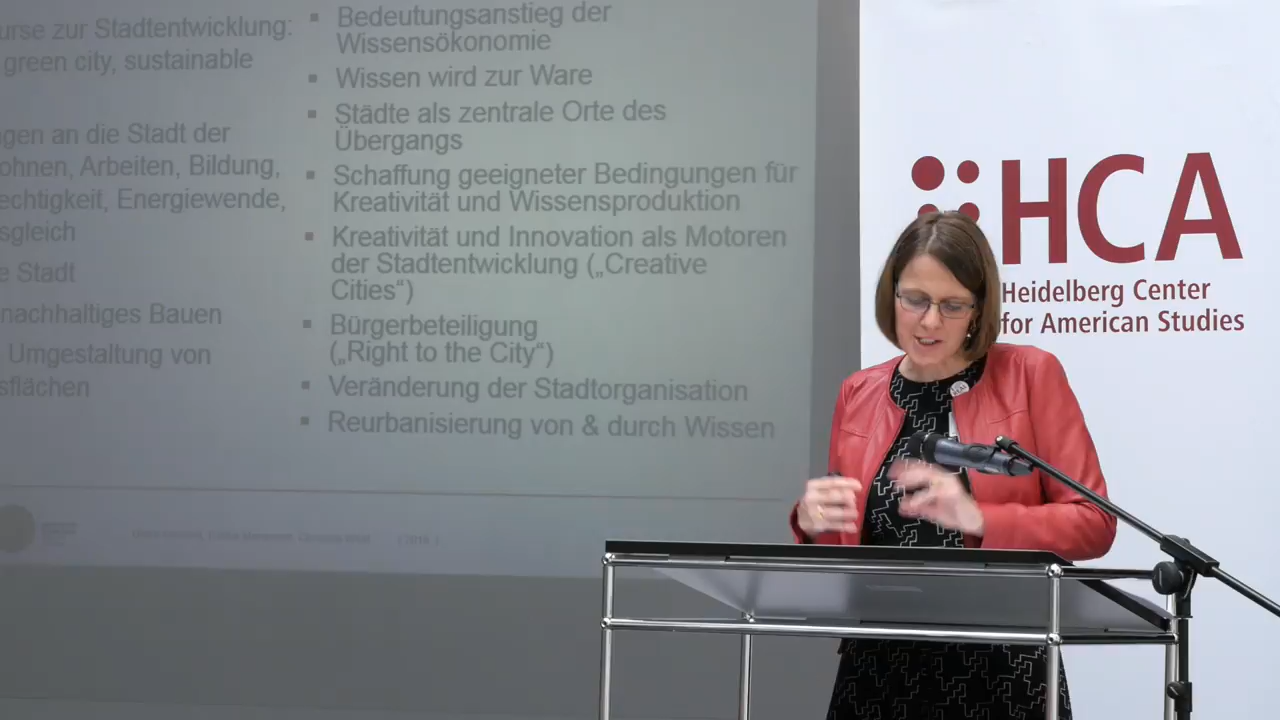 urse zur Stadtentwicklung:
green city, sustainable
ngen an die Stadt der
ohnen, Arbeiten, Bildung,
echtigkeit, Energiewende,
sgleich
e Stadt
nachhaltiges Bauen
Umgestaltung von
sflächen
▪ Bedeutungsanstieg der
Wissensökonomie
▪ Wissen wird zur Ware
▪ Städte als zentrale Orte des
Übergangs
▪ Schaffung geeigneter Bedingungen für
Kreativität und Wissensproduktion
▪ Kreativität und Innovation als Motoren
der Stadtentwicklung („Creative
Cities“)
▪ Bürgerbeteiligung
(„Right to the City“)
▪ Veränderung der Stadtorganisation
▪ Reurbanisierung von & durch Wissen
HCA
Heidelberg Center
for American Studies